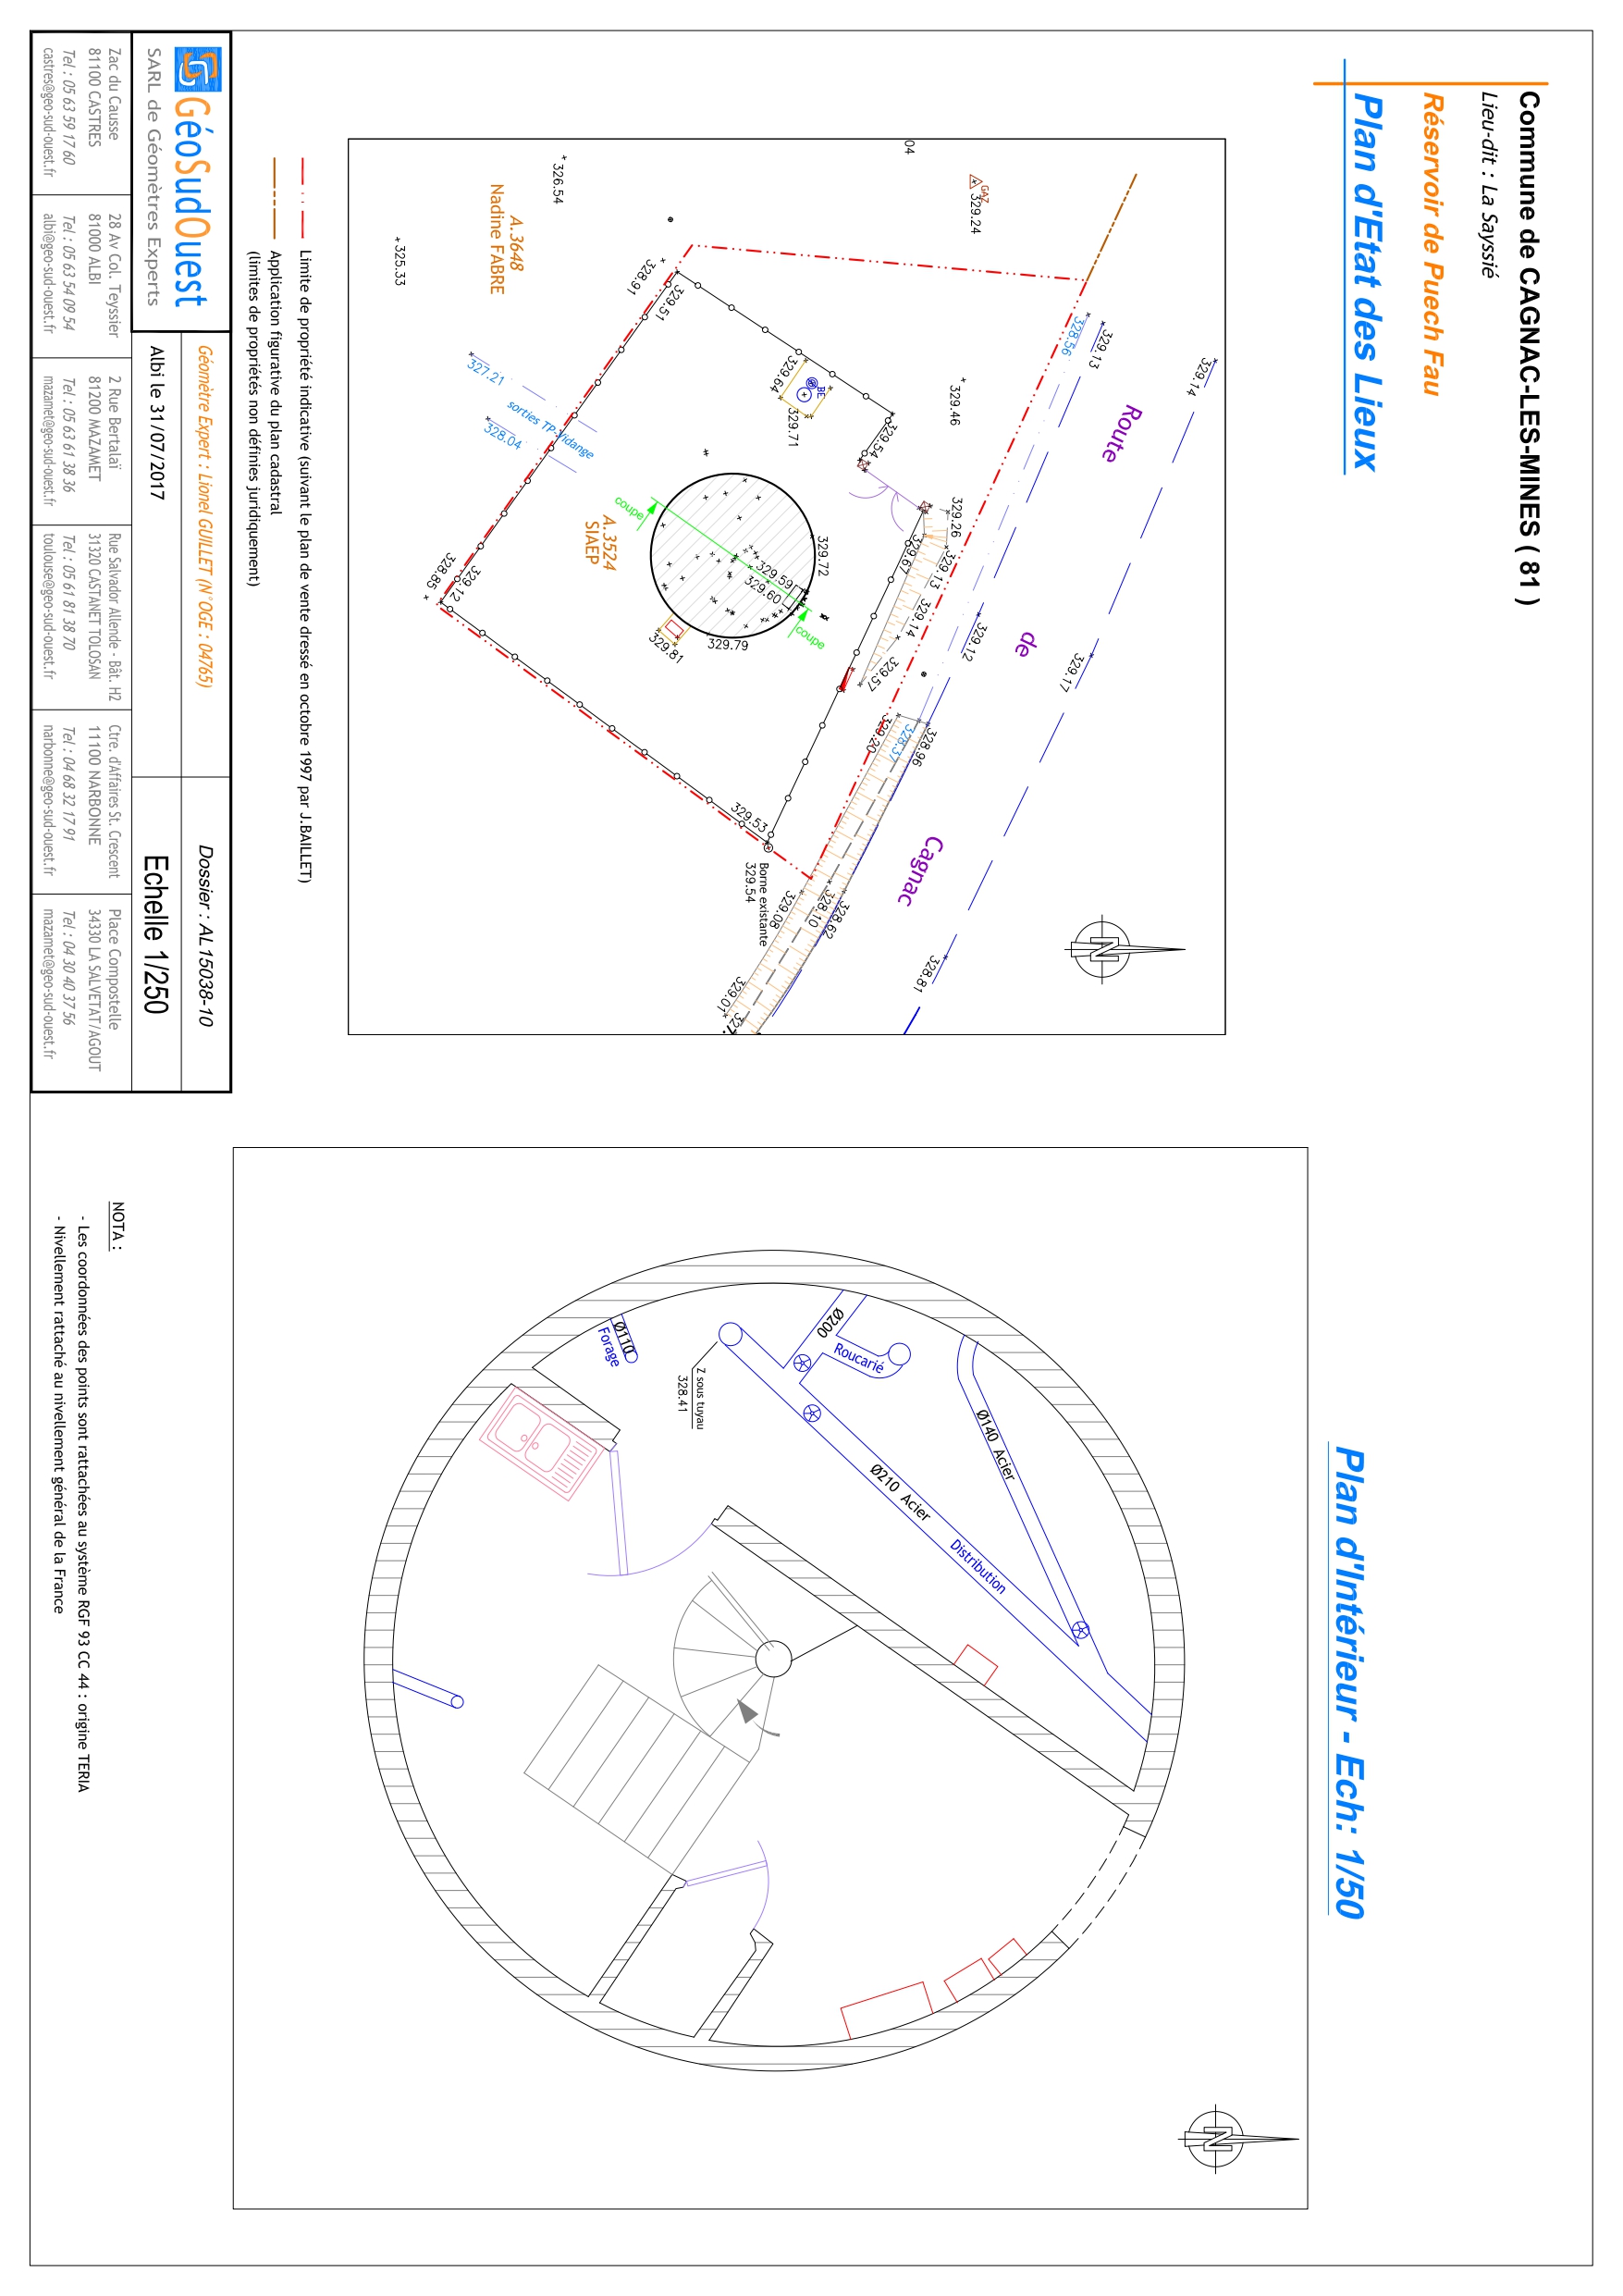 Commune de CAGNAC-LES-MINES ( 81 )
Lieu-dit : La Sayssié
Réservoir de Puech Fau
Plan d'Etat des Lieux
04
GAZ
329.24
326.54
325.33
A.3648
Nadine FABRE
328.91
329.51
327.21
sorties TP-Vidange
328.04
329.64
BE
329.71
329.54
329.46
328.56
329.13
329.14
Route
de
Cagnac
329.26
329.67
329.13
329.14
329.57
329.12
329.17
329.72
329.59
329.60
coupe
coupe
A.3524
SIAEP
329.81
329.79
328.85
329.12
329.20
328.37
328.96
329.53
Borne existante
329.54
329.08
328.10
328.62
328.81
329.01
327.
N
Limite de propriété indicative (suivant le plan de vente dressé en octobre 1997 par J.BAILLET)
Application figurative du plan cadastral
(limites de propriétés non définies juridiquement)
GéoSudOuest
SARL de Géomètres Experts
Géomètre Expert : Lionel GUILLET (N°OGE : 04765)
Dossier : AL15038-10
Albi le 31/07/2017
Echelle 1/250
Zac du Causse
81100 CASTRES
Tel : 05 63 59 17 60
castres@geo-sud-ouest.fr
28 Av Col. Teyssier
81000 ALBI
Tel : 05 63 54 09 54
albi@geo-sud-ouest.fr
2 Rue Bertalaï
81200 MAZAMET
Tel : 05 63 61 38 36
mazamet@geo-sud-ouest.fr
Rue Salvador Allende - Bât. H2
31320 CASTANET TOLOSAN
Tel : 05 61 81 38 70
toulouse@geo-sud-ouest.fr
Ctre. d'Affaires St. Crescent
11100 NARBONNE
Tel : 04 68 32 17 91
narbonne@geo-sud-ouest.fr
Place Compostelle
34330 LA SALVETAT/AGOUT
Tel : 04 30 40 37 56
mazamet@geo-sud-ouest.fr
Plan d'Intérieur - Ech: 1/50
Ø200
Roucarié
Ø140 Acier
Ø110
Forage
Z sous tuyau
328.41
Ø210 Acier
Distribution
N
NOTA :
- Les coordonnées des points sont rattachées au système RGF 93 CC 44 : origine TERIA
- Nivellement rattaché au nivellement général de la France